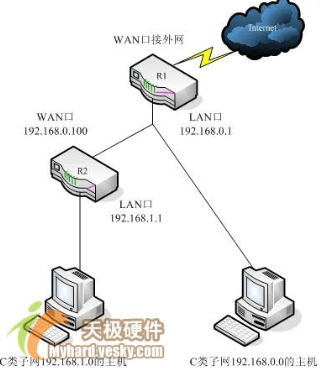 Internet
WAN口接外网
R1
WAN口
192.168.0.100
LAN口
192.168.0.1
R2
LAN口
192.168.1.1
天极硬件
Myhard.yesky.com
C类子网192.168.1.0的主机
C类子网192.168.0.0的主机